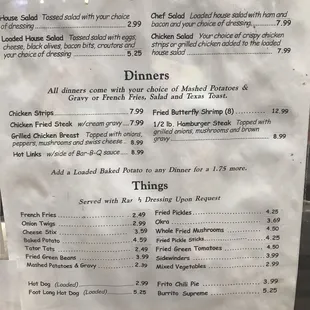 House Salad Tossed salad with your choice
of dressing 2.99
Loaded House Salad Tossed salad with eggs,
cheese, black olives, bacon bits, croutons and
your choice of dressing 5.25
Chef Salad Loaded house salad with ham and
bacon and your choice of dressing. 7.99
Chicken Salad Your choice of crispy chicken
strips or grilled chicken added to the loaded
house salad 7.99
Dinners
All dinners come with your choice of Mashed Potatoes &
Gravy or French Fries, Salad and Texas Toast.
Chicken Strips 7.99
Chicken Fried Steak w/cream gravy 7.99
Grilled Chicken Breast Topped with onions,
peppers, mushrooms and swiss cheese 8.99
Hot Links w/side of Bar-B-Q sauce 8.99
Fried Butterfly Shrimp (8) 12.99
1/2 lb. Hamburger Steak Topped with
grilled onions, mushrooms and brown
gravy 8.99
Add a Loaded Baked Potato to any Dinner for 1.75 more.
Things
Served with Ranch Dressing Upon Request
French Fries 2.49
Onion Twigs 2.99
Cheese Stix 3.59
Baked Potato 4.59
Tator Tots 2.49
Fried Green Beans 3.99
Mashed Potatoes & Gravy 2.39
Fried Pickles 4.25
Okra 3.69
Whole Fried Mushrooms 4.50
Fried Pickle Sticks 4.25
Fried Green Tomatoes 4.50
Sidewinders 3.99
Mixed Vegetables 2.99
Hot Dog (Loaded) 2.99
Foot Long Hot Dog (Loaded) 5.25
Frito Chili Pie 3.99
Burrito Supreme 5.25